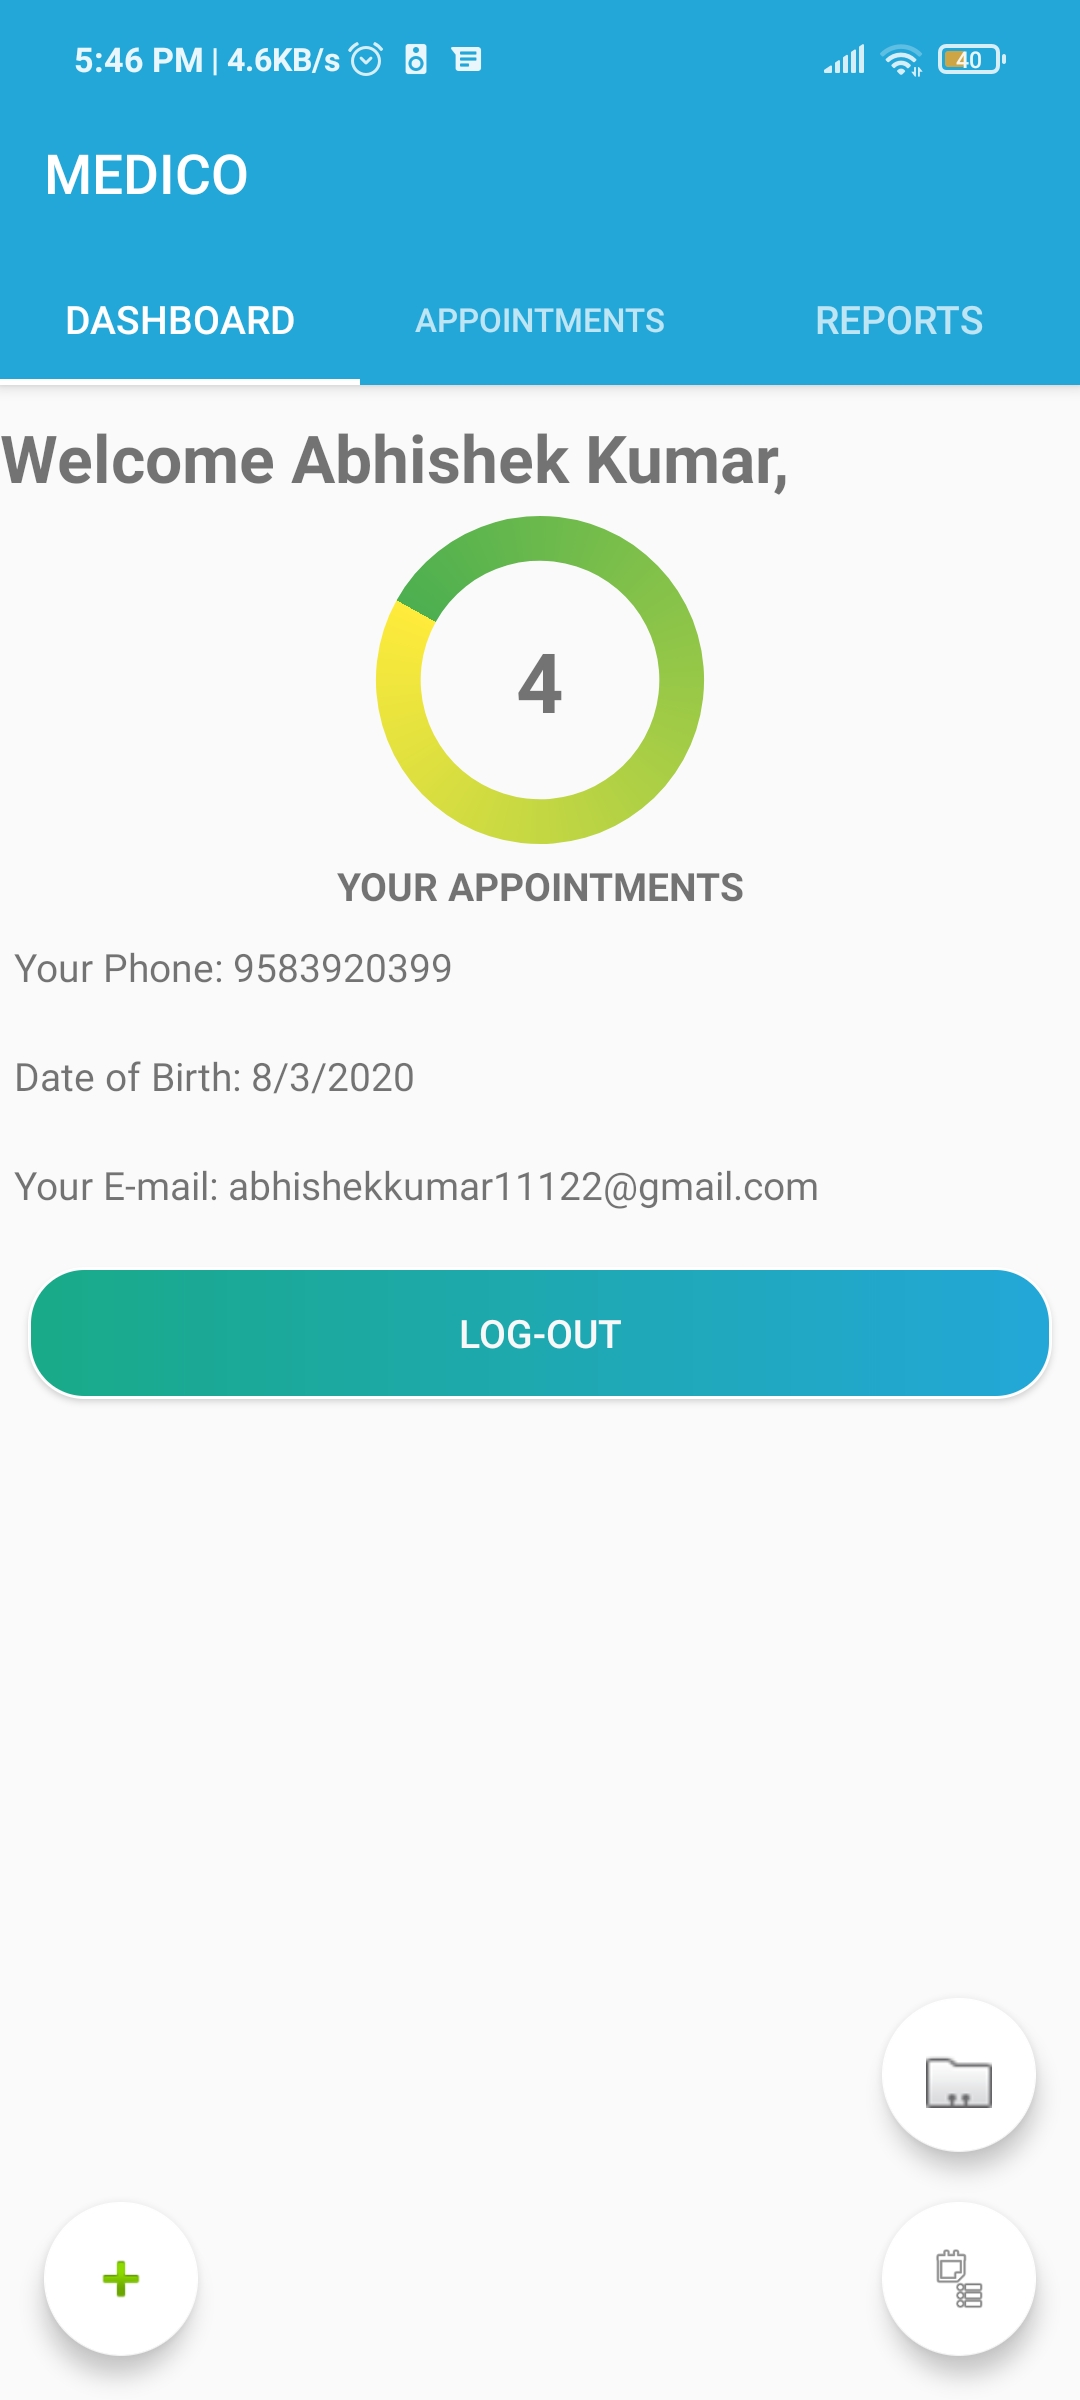 5:46 PM | 4.6KB/s 40
MEDICO
DASHBOARD APPOINTMENTS REPORTS
Welcome Abhishek Kumar,
4
YOUR APPOINTMENTS
Your Phone: 9583920399
Date of Birth: 8/3/2020
Your E-mail: abhishekkumar11122@gmail.com
LOG-OUT